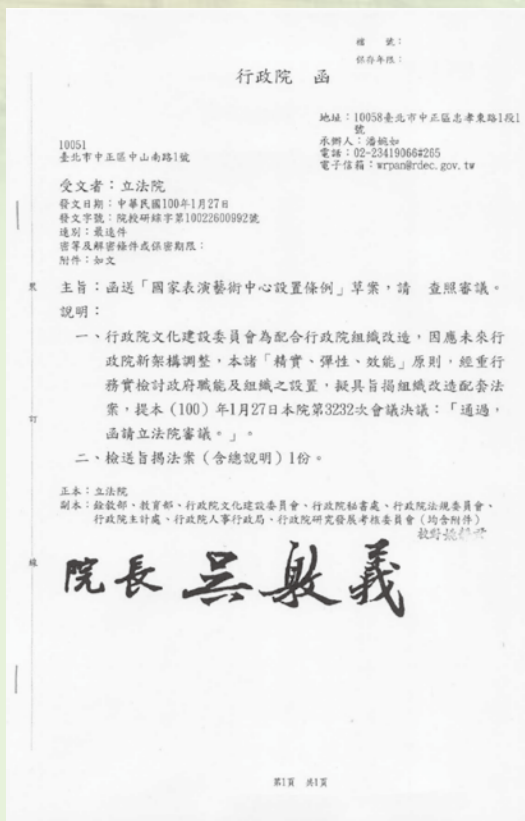 檔　號：
保存年限：
行政院　函
地址：10058臺北市中正區忠孝東路1段1
號
承辦人：潘婉如
電話：02-23419066#265
電子信箱：wrpan@rdec.gov.tw
10051
臺北市中正區中山南路1號
受文者：立法院
發文日期：中華民國100年1月27日
發文字號：院授研綜字第10022600992號
速別：最速件
密等及解密條件或保密期限：
附件：如文
主旨：函送「國家表演藝術中心設置條例」草案，請　查照審議。
說明：
一、行政院文化建設委員會為配合行政院組織改造，因應未來行
政院新架構調整，本諸「精實、彈性、效能」原則，經重行
務實檢討政府職能及組織之設置，擬具旨揭組織改造配套法
案，提本（100）年1月27日本院第3232次會議決議：「通過，
函請立法院審議。」。
二、檢送旨揭法案（含總說明）1份。
正本：立法院
副本：銓敘部、教育部、行政院文化建設委員會、行政院秘書處、行政院法規委員會、
行政院主計處、行政院人事行政局、行政院研究發展考核委員會（均含附件）
院長 吳敦義
訂
線
第1頁　共1頁